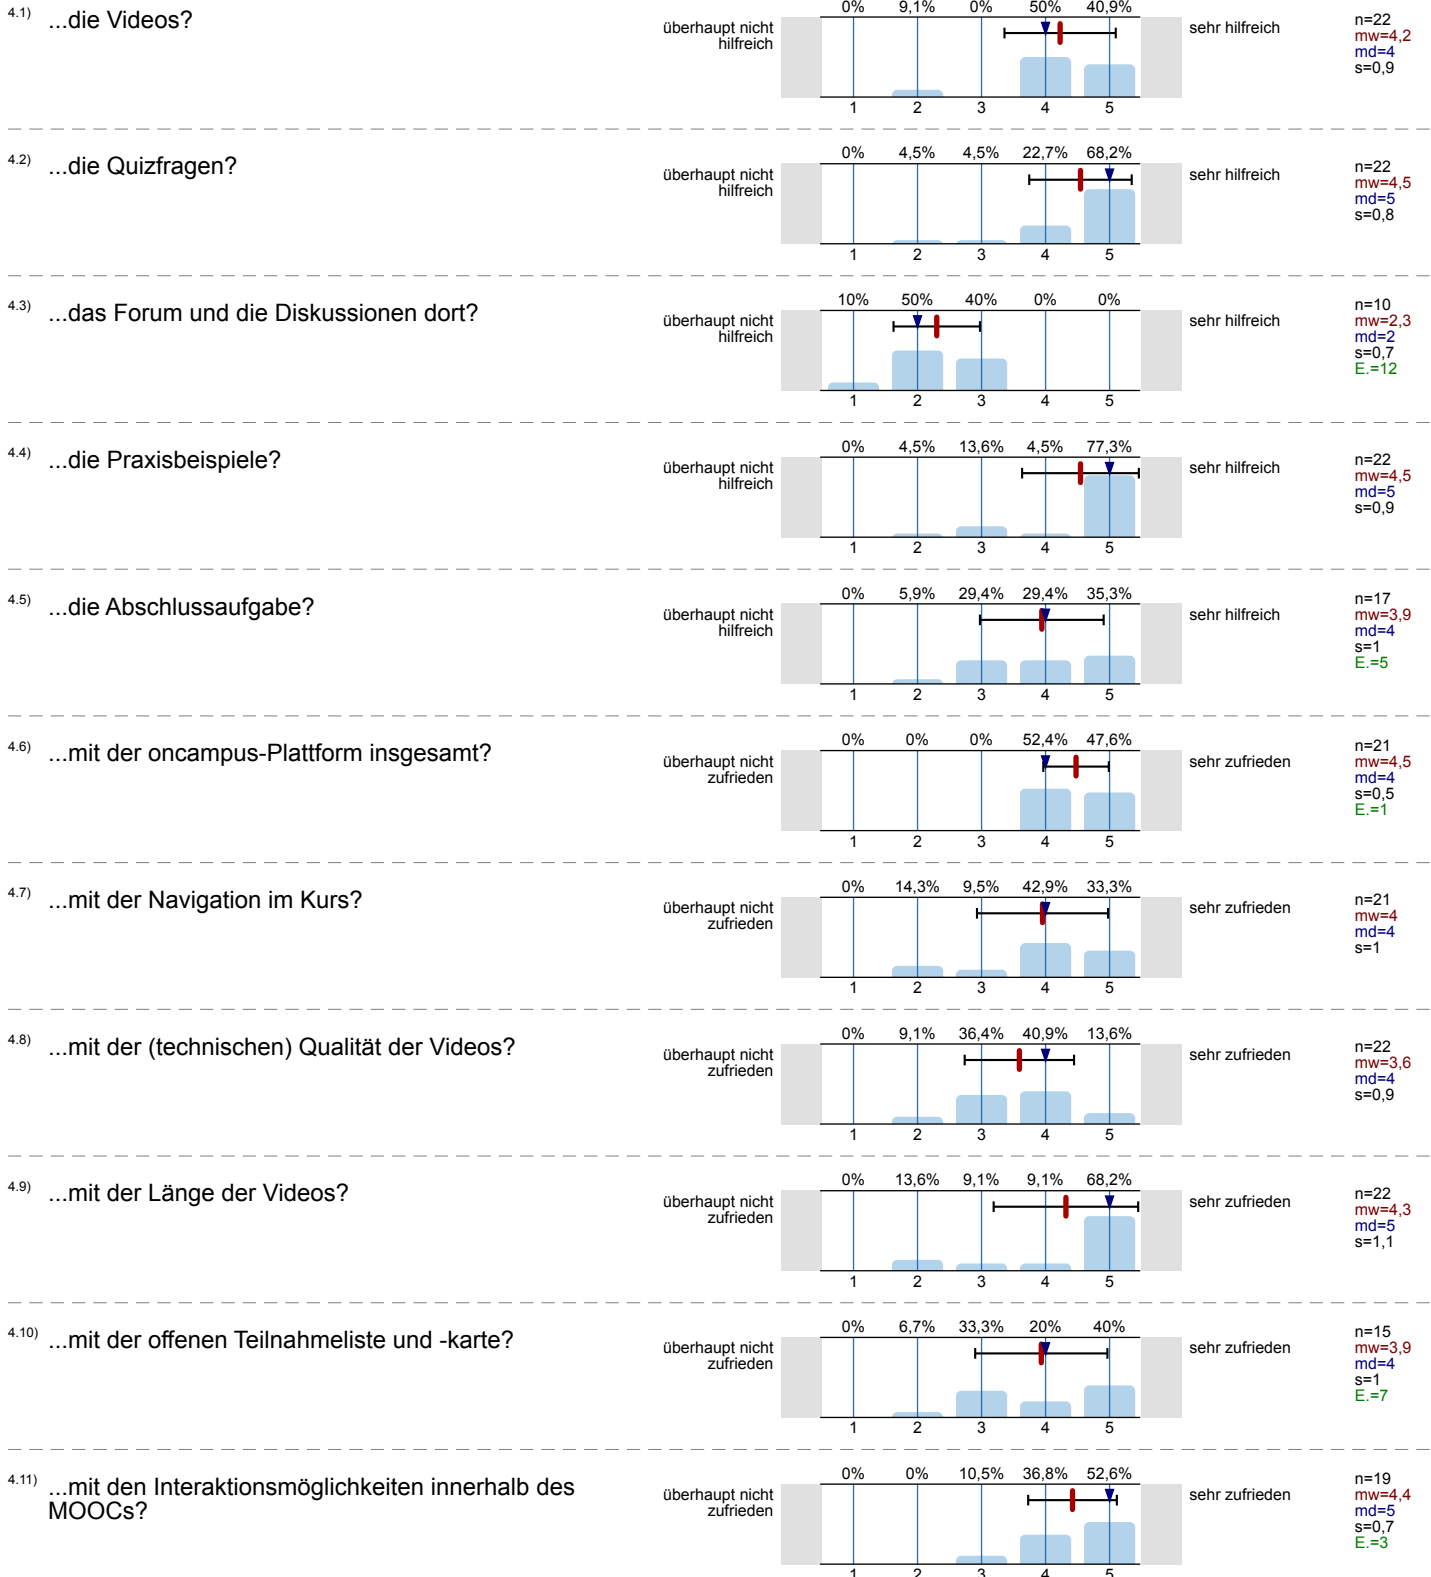 4.1) ...die Videos?
überhaupt nicht hilfreich
0% 9,1% 0% 50% 40,9%
1 2 3 4 5
sehr hilfreich
n=22
mw=4,2
md=4
s=0,9
4.2) ...die Quizfragen?
überhaupt nicht hilfreich
0% 4,5% 4,5% 22,7% 68,2%
1 2 3 4 5
sehr hilfreich
n=22
mw=4,5
md=5
s=0,8
4.3) ...das Forum und die Diskussionen dort?
überhaupt nicht hilfreich
10% 50% 40% 0% 0%
1 2 3 4 5
sehr hilfreich
n=10
mw=2,3
md=2
s=0,7
E.=12
4.4) ...die Praxisbeispiele?
überhaupt nicht hilfreich
0% 4,5% 13,6% 4,5% 77,3%
1 2 3 4 5
sehr hilfreich
n=22
mw=4,5
md=5
s=0,9
4.5) ...die Abschlussaufgabe?
überhaupt nicht hilfreich
0% 5,9% 29,4% 29,4% 35,3%
1 2 3 4 5
sehr hilfreich
n=17
mw=3,9
md=4
s=1
E.=5
4.6) ...mit der oncampus-Plattform insgesamt?
überhaupt nicht zufrieden
0% 0% 0% 52,4% 47,6%
1 2 3 4 5
sehr zufrieden
n=21
mw=4,5
md=4
s=0,5
E.=1
4.7) ...mit der Navigation im Kurs?
überhaupt nicht zufrieden
0% 14,3% 9,5% 42,9% 33,3%
1 2 3 4 5
sehr zufrieden
n=21
mw=4
md=4
s=1
4.8) ...mit der (technischen) Qualität der Videos?
überhaupt nicht zufrieden
0% 9,1% 36,4% 40,9% 13,6%
1 2 3 4 5
sehr zufrieden
n=22
mw=3,6
md=4
s=0,9
4.9) ...mit der Länge der Videos?
überhaupt nicht zufrieden
0% 13,6% 9,1% 9,1% 68,2%
1 2 3 4 5
sehr zufrieden
n=22
mw=4,3
md=5
s=1,1
4.10) ...mit der offenen Teilnahmeliste und -karte?
überhaupt nicht zufrieden
0% 6,7% 33,3% 20% 40%
1 2 3 4 5
sehr zufrieden
n=15
mw=3,9
md=4
s=1
E.=7
4.11) ...mit den Interaktionsmöglichkeiten innerhalb des
MOOCs?
überhaupt nicht zufrieden
0% 0% 10,5% 36,8% 52,6%
1 2 3 4 5
sehr zufrieden
n=19
mw=4,4
md=5
s=0,7
E.=3